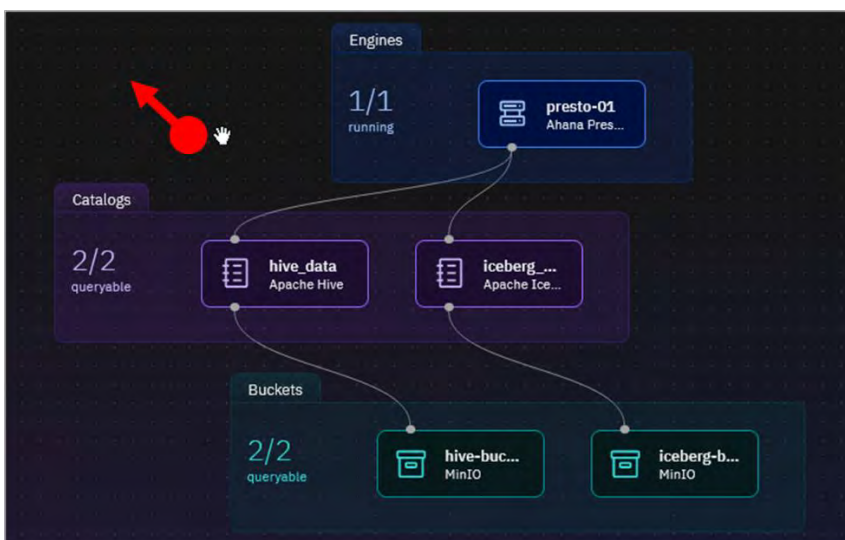 Engines
1/1
running
presto-01
Ahana Pres...
Catalogs
2/2
queryable
hive_data
Apache Hive
iceberg_...
Apache Ice...
Buckets
2/2
queryable
hive-buc...
MinIO
iceberg-b...
MinIO